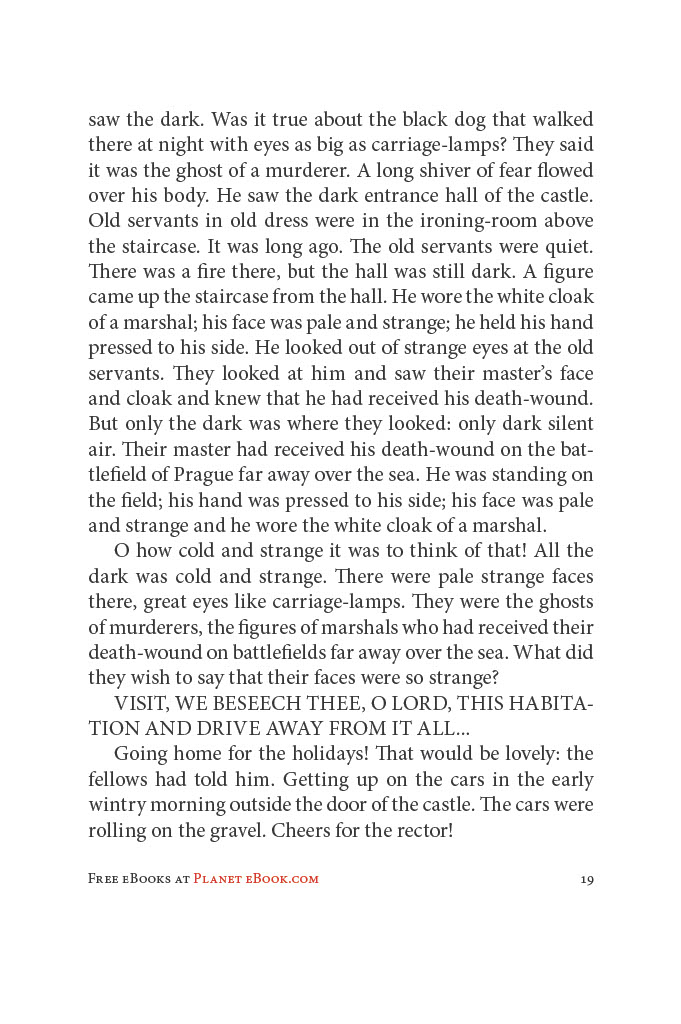 saw the dark. Was it true about the black dog that walked
there at night with eyes as big as carriage-lamps? They said
it was the ghost of a murderer. A long shiver of fear flowed
over his body. He saw the dark entrance hall of the castle.
Old servants in old dress were in the ironing-room above
the staircase. It was long ago. The old servants were quiet.
There was a fire there, but the hall was still dark. A figure
came up the staircase from the hall. He wore the white cloak
of a marshal; his face was pale and strange; he held his hand
pressed to his side. He looked out of strange eyes at the old
servants. They looked at him and saw their master’s face
and cloak and knew that he had received his death-wound.
But only the dark was where they looked: only dark silent
air. Their master had received his death-wound on the bat-
tlefield of Prague far away over the sea. He was standing on
the field; his hand was pressed to his side; his face was pale
and strange and he wore the white cloak of a marshal.
O how cold and strange it was to think of that! All the
dark was cold and strange. There were pale strange faces
there, great eyes like carriage-lamps. They were the ghosts
of murderers, the figures of marshals who had received their
death-wound on battlefields far away over the sea. What did
they wish to say that their faces were so strange?
VISIT, WE BESEECH THEE, O LORD, THIS HABITA-
TION AND DRIVE AWAY FROM IT ALL...
Going home for the holidays! That would be lovely: the
fellows had told him. Getting up on the cars in the early
wintry morning outside the door of the castle. The cars were
rolling on the gravel. Cheers for the rector!
Free eBooks at Planet eBook.com 19